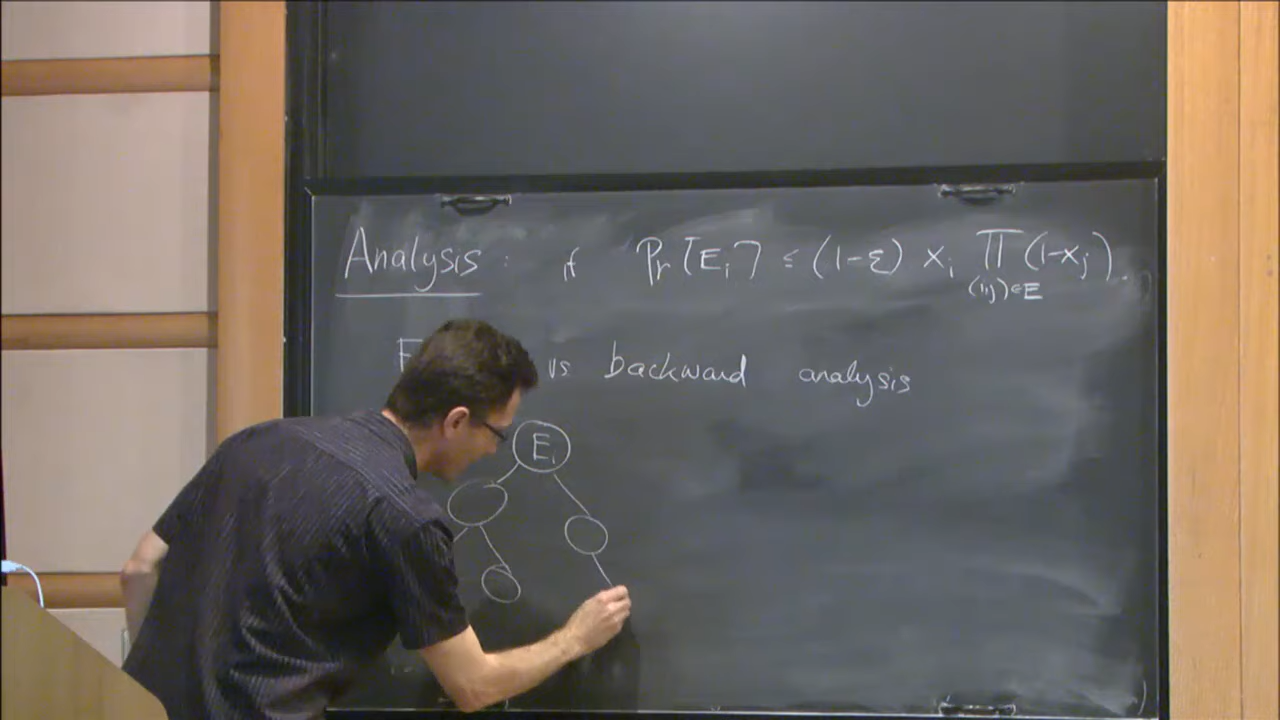 Analysis: if Pr[Ei] ≤ (1-ε) xi ∏(i,j)∈E (1-xj).
vs backward analysis
Ei